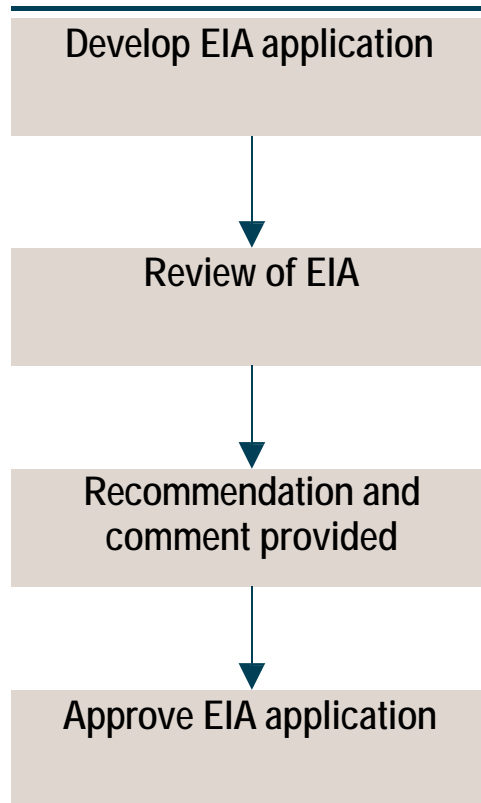 Develop EIA application
Review of EIA
Recommendation and
comment provided
Approve EIA application